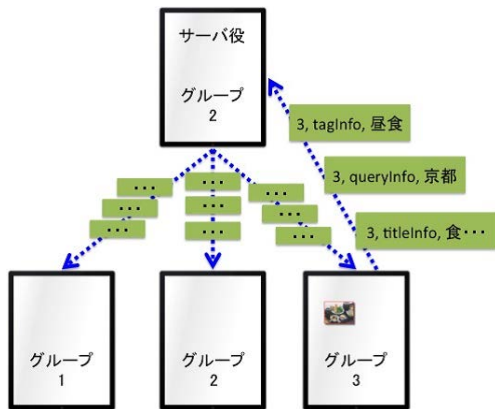 サーバ役
グループ
2
3, tagInfo, 昼食
3, queryInfo, 京都
3, titleInfo, 食･･･
･･･
･･･
･･･
･･･
･･･
･･･
･･･
･･･
･･･
グループ
1
グループ
2
グループ
3